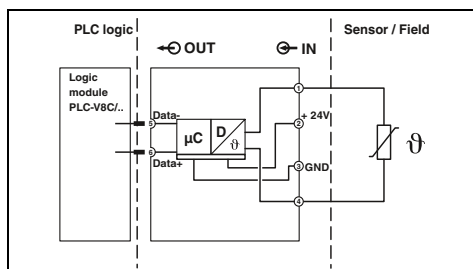 PLC logic
OUT
IN
Sensor / Field
Logic
module
PLC-V8C/..
1
Data-
5
+ 24V
2
µC
D
ϑ
ϑ
6
Data+
3
GND
4